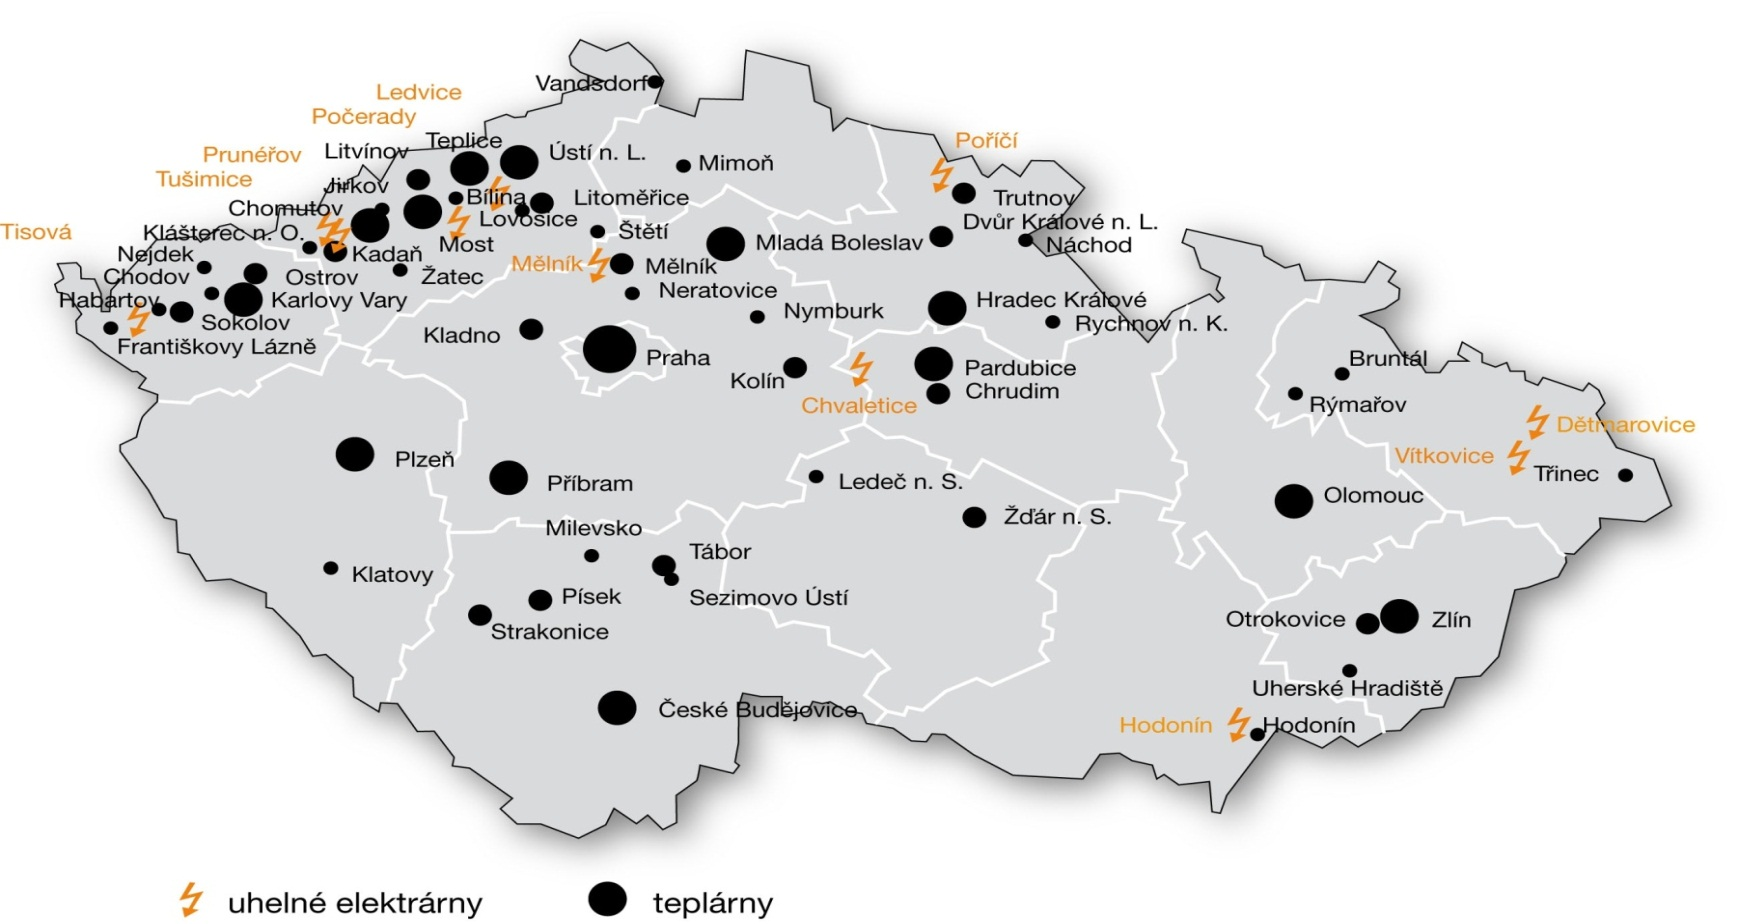 Vandsdorf
Ledvice
Počerady
Teplice
Poříčí
Litvínov
Ústí n. L.
Prunéřov
Mimoň
Tušimice
Jirkov
Bílina
Litoměřice
Trutnov
Chomutov
Lovosice
Dvůr Králové n. L.
Tisová
Klášterec n. O.
Štětí
Most
Mladá Boleslav
Náchod
Nejdek
Kadaň
Mělník
Mělník
Chodov
Ostrov
Žatec
Neratovice
Habartov
Karlovy Vary
Hradec Králové
Nymburk
Sokolov
Rychnov n. K.
Kladno
Františkovy Lázně
Praha
Bruntál
Pardubice
Kolín
Chrudim
Chvaletice
Rýmařov
Dětmarovice
Vítkovice
Plzeň
Třinec
Příbram
Ledeč n. S.
Olomouc
Žďár n. S.
Milevsko
Tábor
Klatovy
Písek
Sezimovo Ústí
Otrokovice
Zlín
Strakonice
Uherské Hradiště
České Budějovice
Hodonín
Hodonín
uhelné elektrárny
teplárny